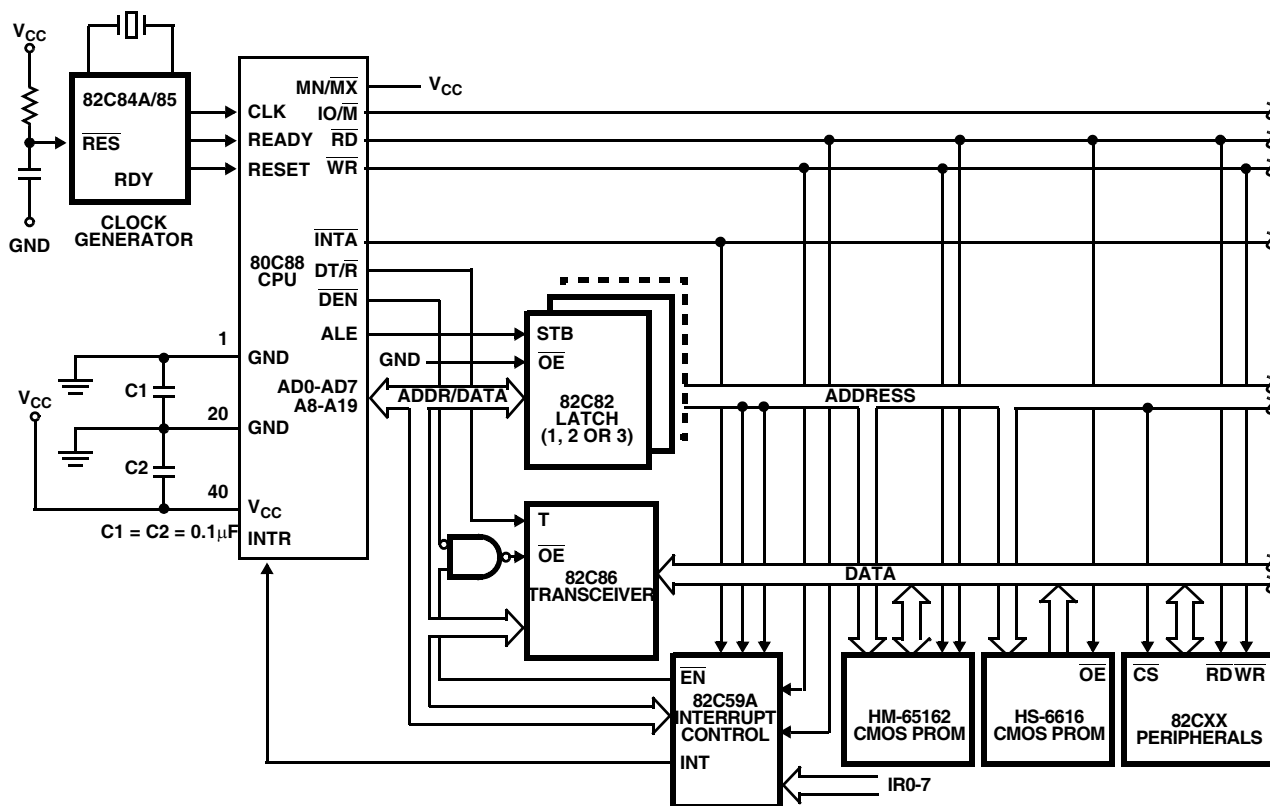 VCC
82C84A/85
RES
RDY
CLOCK
GENERATOR
GND
CLK
READY
RESET
80C88
CPU
MN/MX
VCC
IO/M
RD
WR
INTA
DT/R
DEN
ALE
1
GND
C1
AD0-AD7
A8-A19
VCC
20
GND
C2
40
VCC
C1 = C2 = 0.1μF
INTR
ADDR/DATA
GND
STB
OE
82C82
LATCH
(1, 2 OR 3)
ADDRESS
T
OE
82C86
TRANSCEIVER
DATA
EN
82C59A
INTERRUPT
CONTROL
INT
IR0-7
HM-65162
CMOS PROM
OE
HS-6616
CMOS PROM
CS
RD WR
82CXX
PERIPHERALS